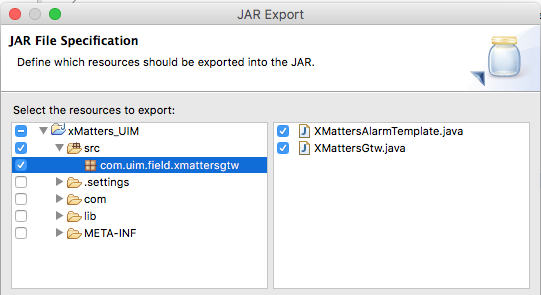 JAR Export
JAR File Specification
Define which resources should be exported into the JAR.
Select the resources to export:
xMatters_UIM
src
com.uim.field.xmattersgtw
.settings
com
lib
META-INF
XMattersAlarmTemplate.java
XMattersGtw.java